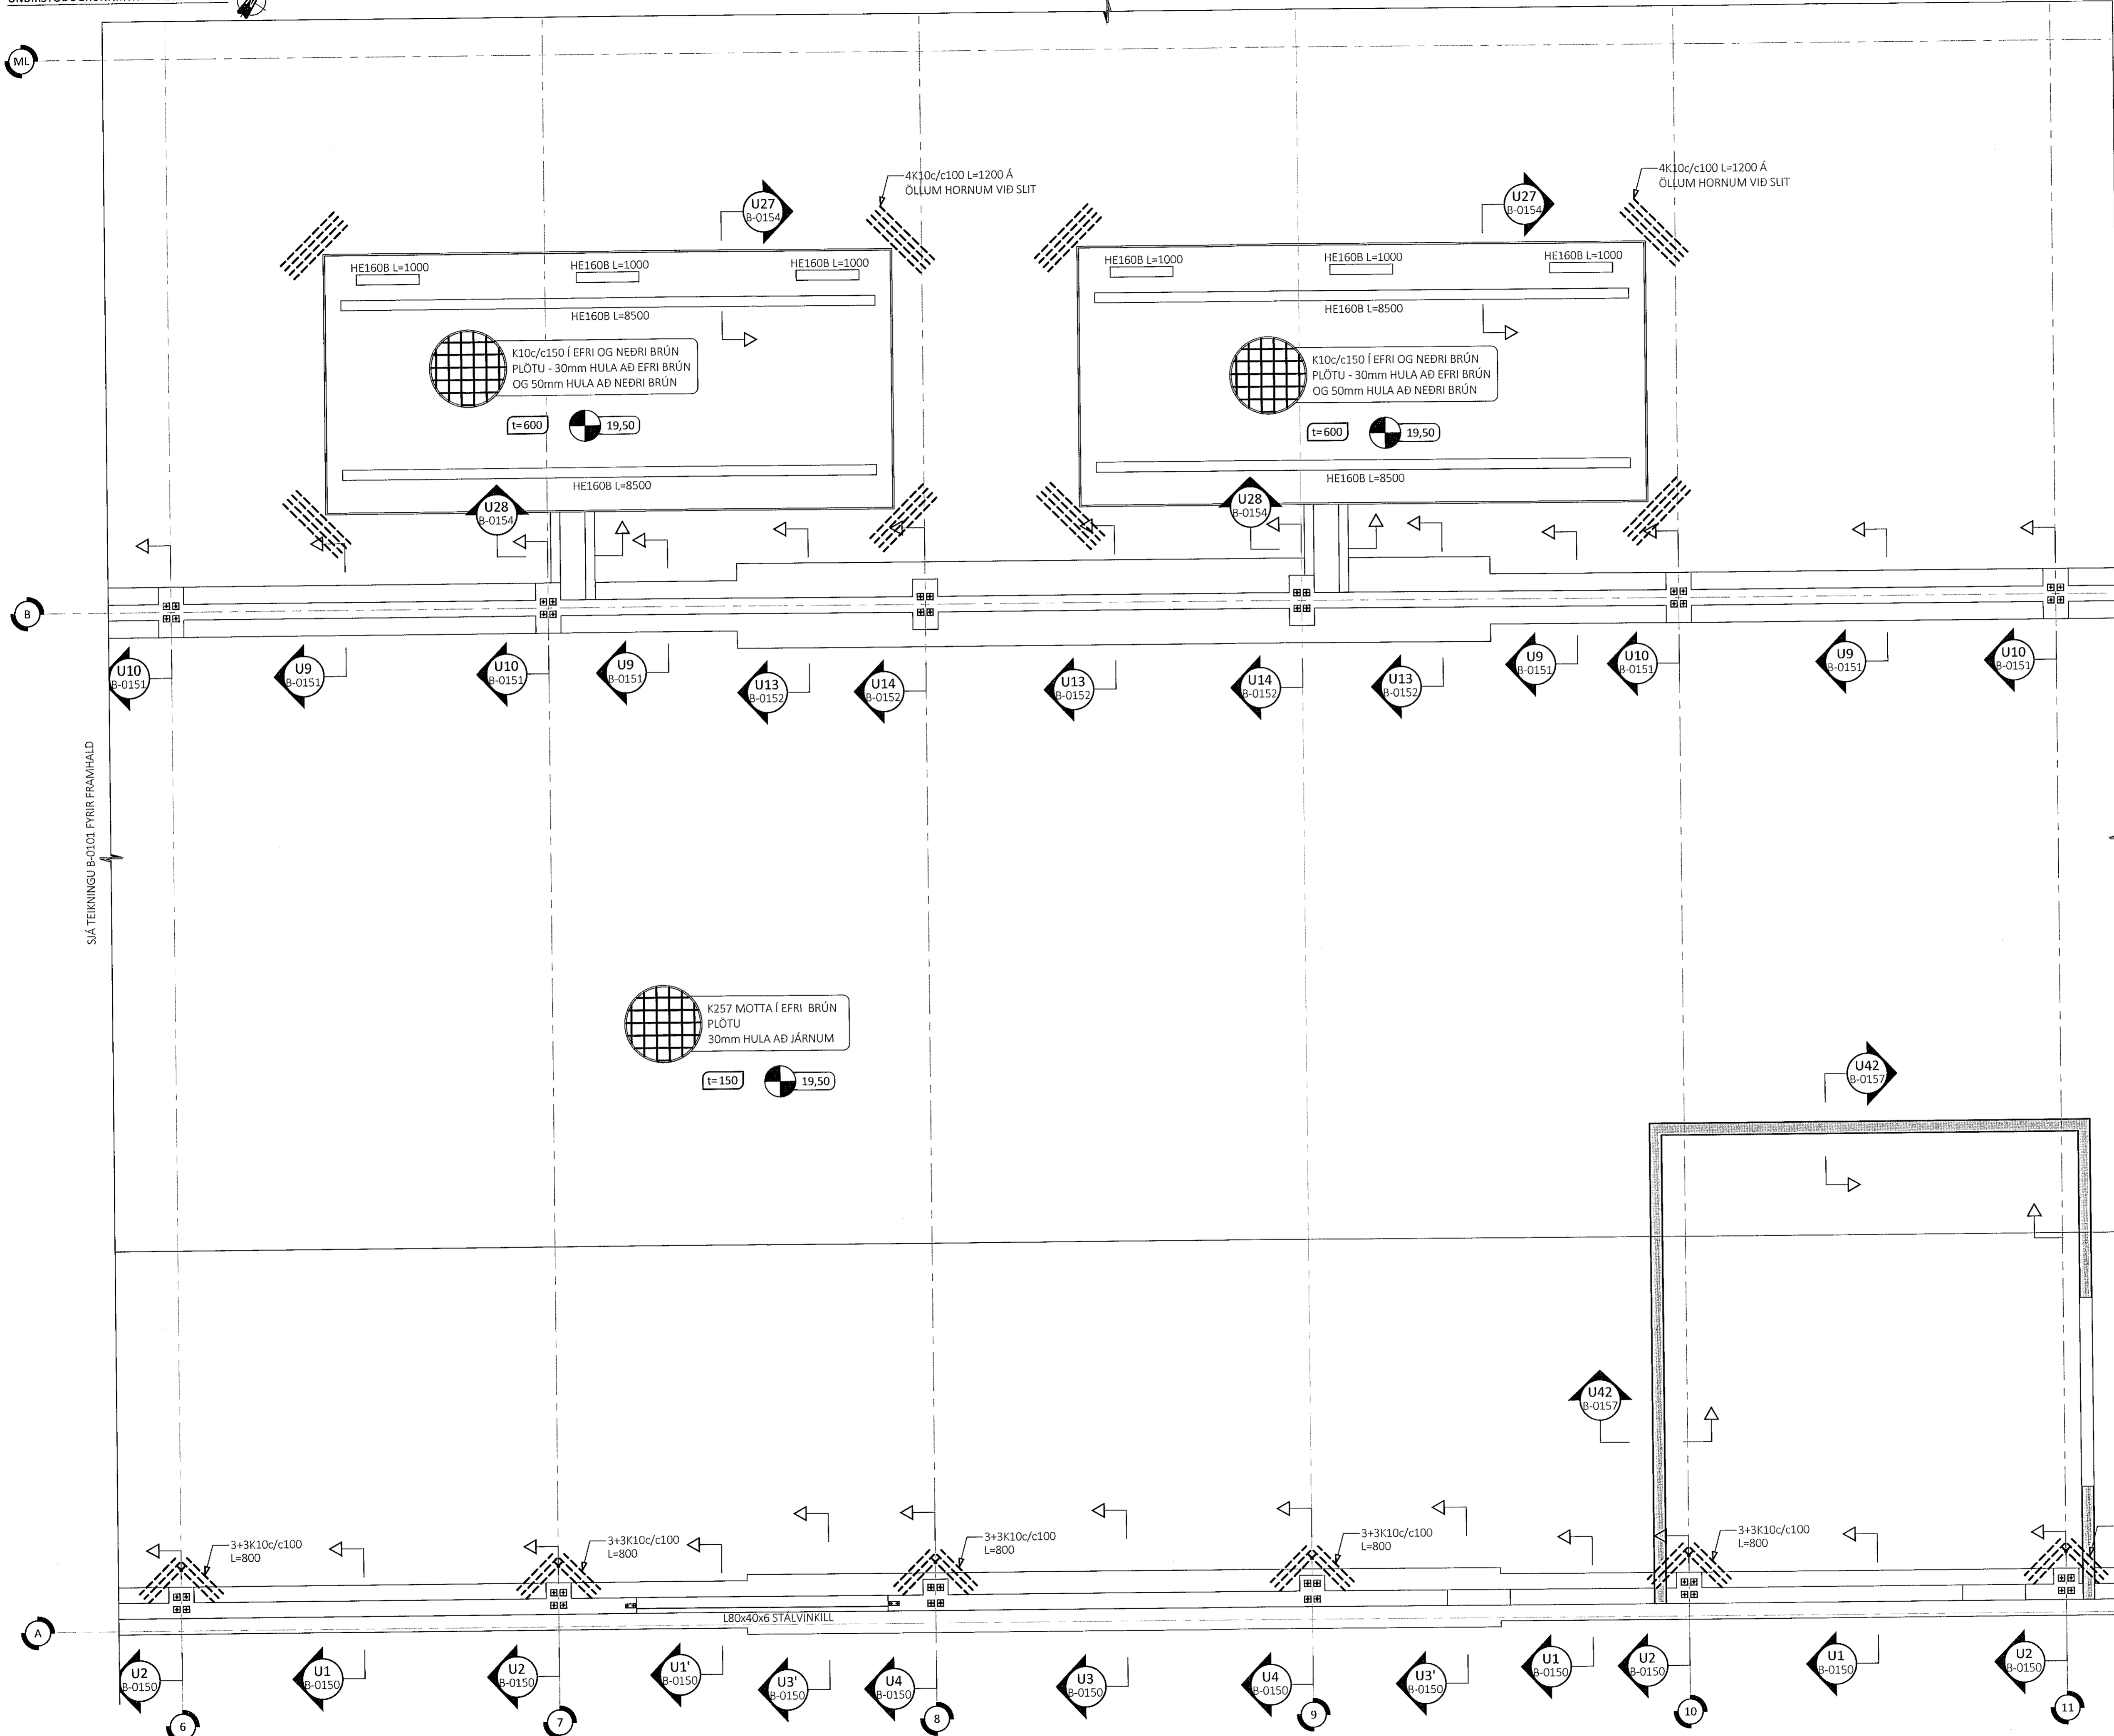 ML
4K10c/c100 L=1200 Á
ÖLLUM HORNUM VIÐ SLIT
4K10c/c100 L=1200 Á
ÖLLUM HORNUM VIÐ SLIT
U27
B-0154
U27
B-0154
HE160B L=1000
HE160B L=1000
HE160B L=1000
HE160B L=1000
HE160B L=1000
HE160B L=1000
HE160B L=8500
HE160B L=8500
K10c/c150 Í EFRI OG NEÐRI BRÚN
PLÖTU - 30mm HULA AÐ EFRI BRÚN
OG 50mm HULA AÐ NEÐRI BRÚN
K10c/c150 Í EFRI OG NEÐRI BRÚN
PLÖTU - 30mm HULA AÐ EFRI BRÚN
OG 50mm HULA AÐ NEÐRI BRÚN
t=600
19,50
t=600
19,50
HE160B L=8500
HE160B L=8500
U28
B-0154
U28
B-0154
B
U10
B-0151
U9
B-0151
U10
B-0151
U9
B-0151
U13
B-0152
U14
B-0152
U13
B-0152
U14
B-0152
U13
B-0152
U9
B-0151
U10
B-0151
U9
B-0151
U10
B-0151
SJÁ TEIKNINGU B-0101 FYRIR FRAMHALD
K257 MOTTA Í EFRI BRÚN
PLÖTU
30mm HULA AÐ JÁRNUM
t=150
19,50
U42
B-0157
U42
B-0157
3+3K10c/c100
L=800
3+3K10c/c100
L=800
3+3K10c/c100
L=800
3+3K10c/c100
L=800
3+3K10c/c100
L=800
L80x40x6 STÁLVINKILL
A
U2
B-0150
U1
B-0150
U2
B-0150
U1'
B-0150
U3'
B-0150
U4
B-0150
U3
B-0150
U4
B-0150
U3'
B-0150
U1
B-0150
U2
B-0150
U1
B-0150
U2
B-0150
6
7
8
9
10
11